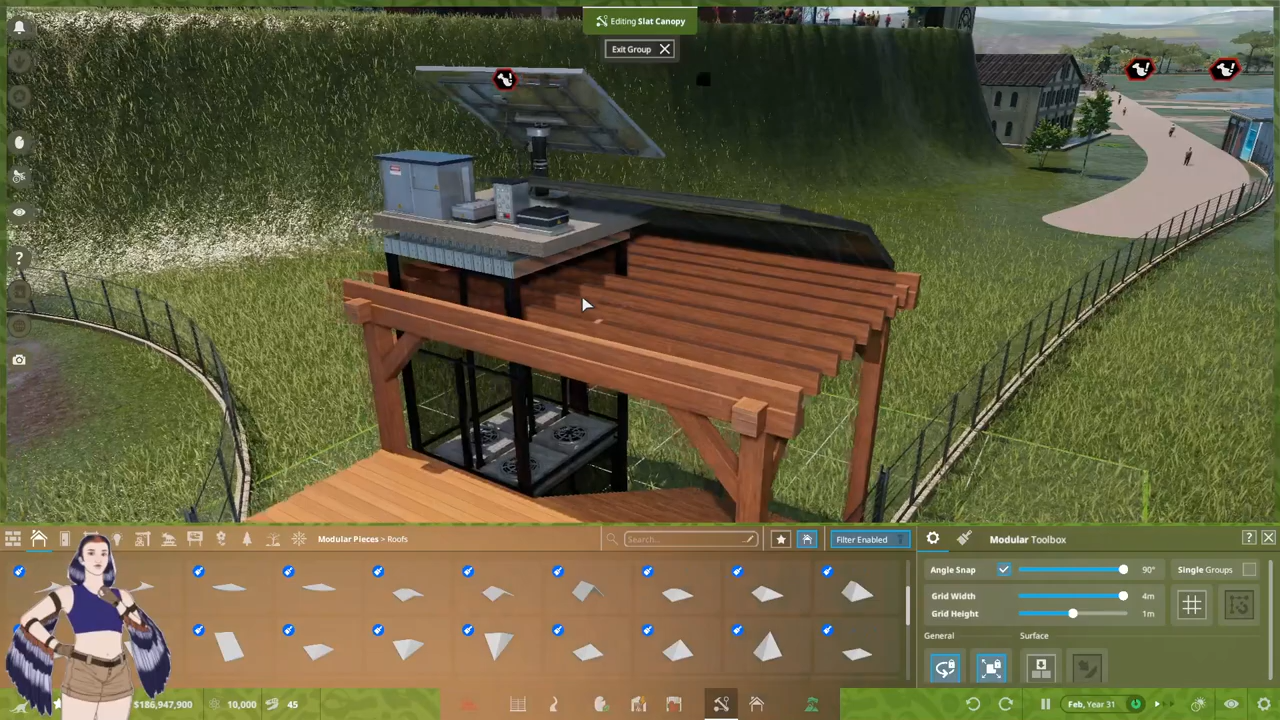 Editing Slat Canopy
Exit Group
?
Modular Pieces > Roofs
Search...
Filter Enabled
Modular Toolbox
?
Angle Snap
90°
Single Groups
Grid Width
4m
Grid Height
1m
General
Surface
$186,947,900
10,000
45
Feb, Year 31